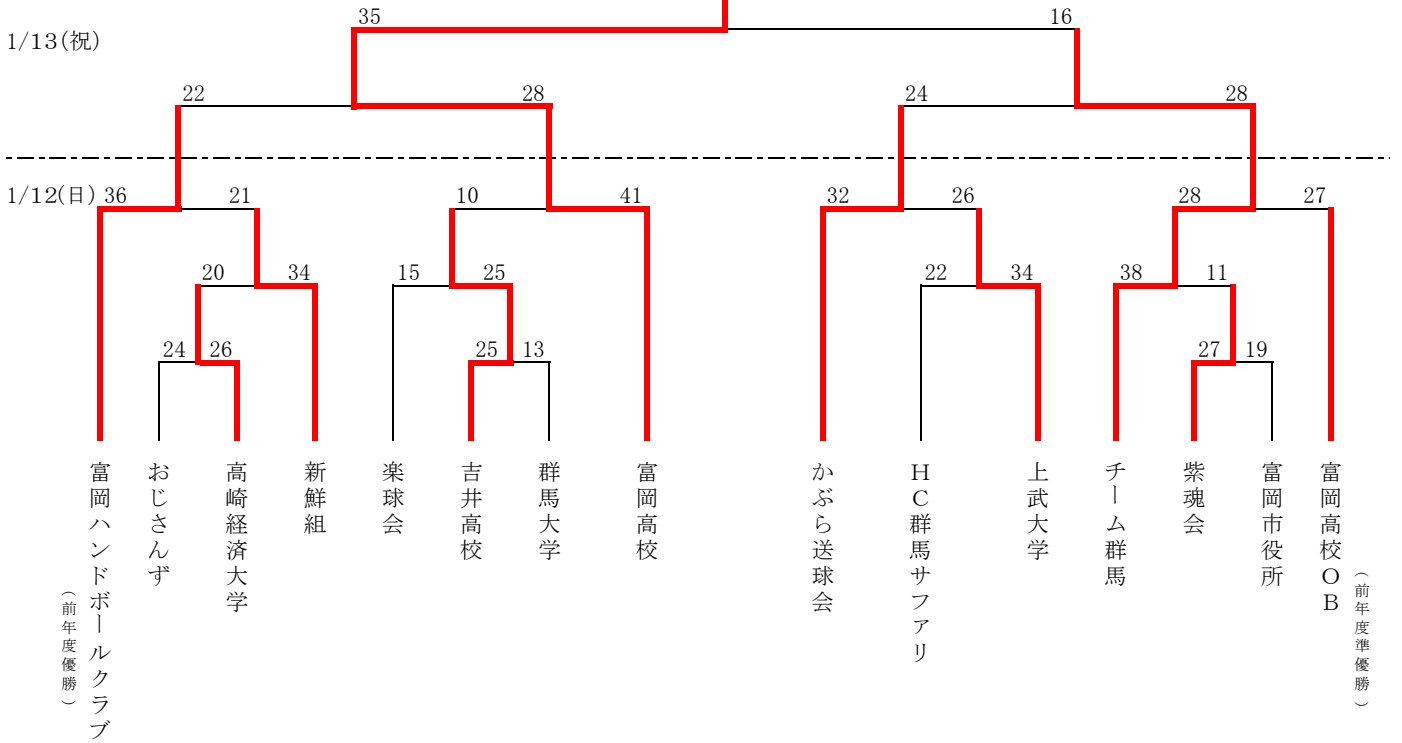 35 16
1/13(祝)
22 28 24 28
1/12(日) 36 21 10 41 32 26 28 27
20 34 15 25 22 34 38 11
24 26 25 13 27 19
富岡ハンドボールクラブ
(前年度優勝)
おじさんず
高崎経済大学
新鮮組
楽球会
吉井高校
群馬大学
富岡高校
かぶら送球会
HC群馬サファリ
上武大学
チーム群馬
紫魂会
富岡市役所
富岡高校OB
(前年度準優勝)